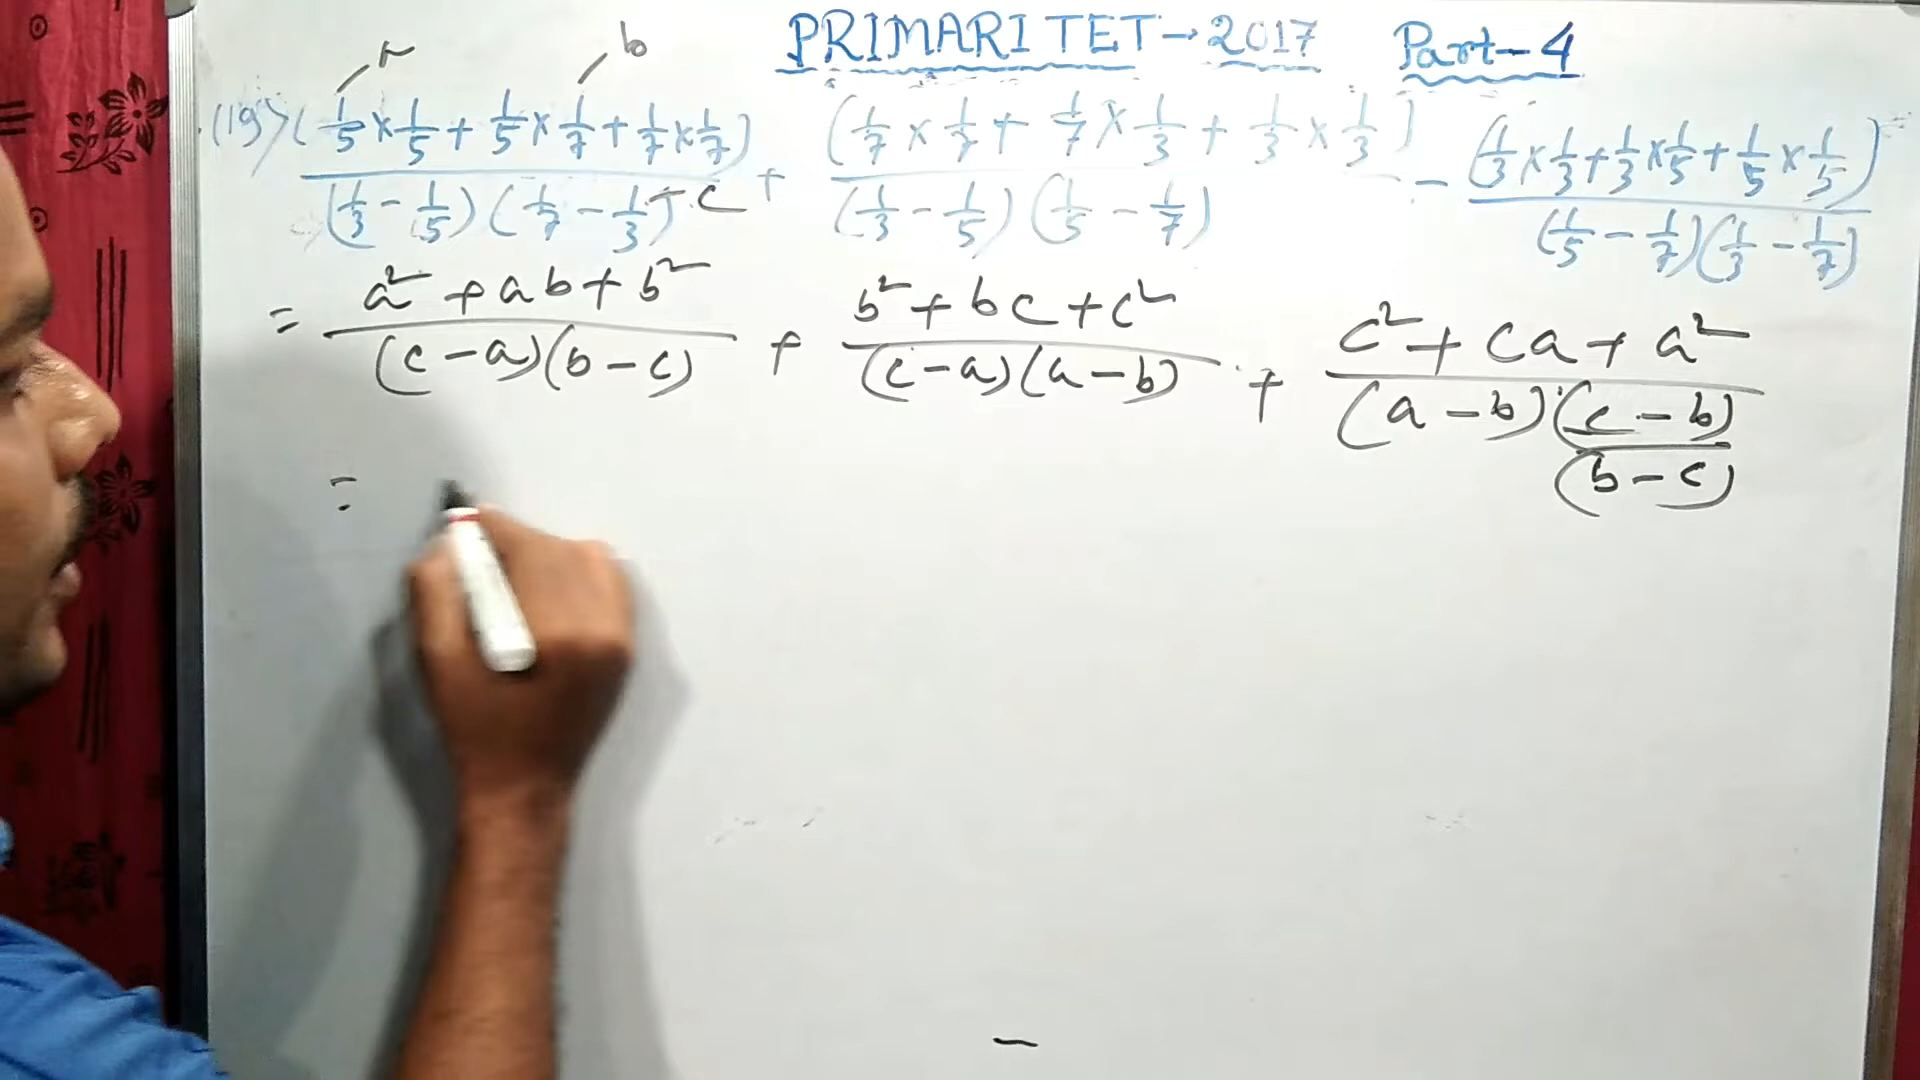 PRIMARI TET→2017 Part-4
a b
(19)> (1/5×1/5+1/5×1/7+1/7×1/7)/((1/3-1/5)(1/7-1/3)) + (1/7×1/7+1/7×1/3+1/3×1/3)/((1/3-1/5)(1/5-1/7)) - (1/3×1/3+1/3×1/5+1/5×1/5)/((1/5-1/7)(1/3-1/7))
c
= (a²+ab+b²)/((c-a)(b-c)) + (b²+bc+c²)/((c-a)(a-b)) + (c²+ca+a²)/((a-b)(c-b))
(b-c)
=